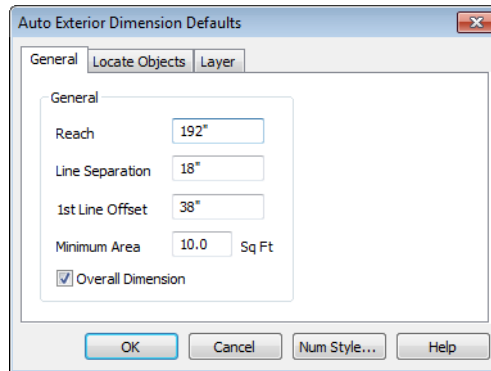 Auto Exterior Dimension Defaults
General Locate Objects Layer
General
Reach 192"
Line Separation 18"
1st Line Offset 38"
Minimum Area 10.0 Sq Ft
Overall Dimension
OK Cancel Num Style... Help